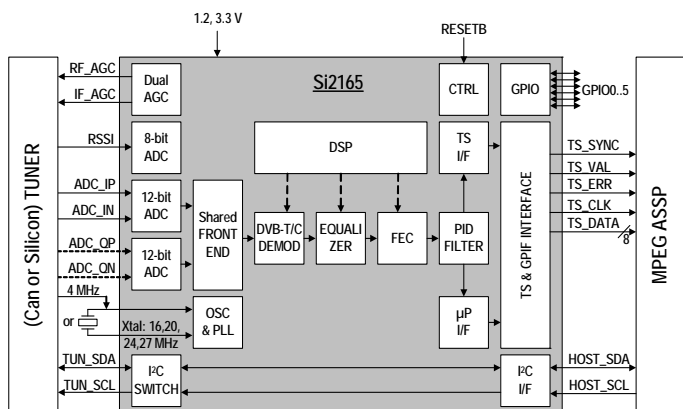 1.2, 3.3 V
RESETB
Si2165
RF_AGC
IF_AGC
Dual
AGC
CTRL
GPIO
GPIO0..5
RSSI
8-bit
ADC
DSP
TS
I/F
TS_SYNC
TS_VAL
TS_ERR
TS_CLK
TS_DATA
8
ADC_IP
ADC_IN
12-bit
ADC
ADC_QP
ADC_QN
12-bit
ADC
Shared
FRONT
END
DVB-T/C
DEMOD
EQUALI
ZER
FEC
PID
FILTER
TS & GPIF INTERFACE
4 MHz
or
Xtal: 16,20,
24,27 MHz
OSC
& PLL
µP
I/F
TUN_SDA
TUN_SCL
I²C
SWITCH
I²C
I/F
HOST_SDA
HOST_SCL
(Can or Silicon) TUNER
MPEG ASSP